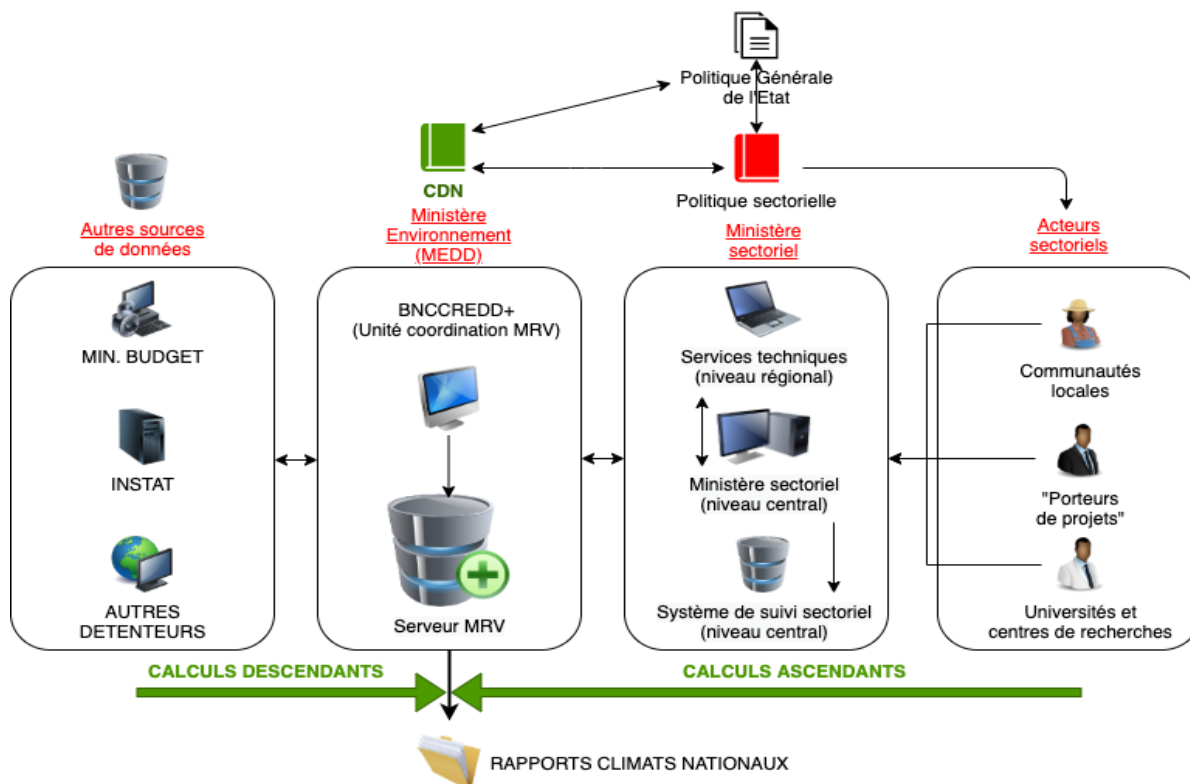 Politique Générale
de l'Etat
CDN
Politique sectorielle
Autres sources
de données
Ministère
Environnement
(MEDD)
Ministère
sectoriel
Acteurs
sectoriels
MIN. BUDGET
INSTAT
AUTRES
DETENTEURS
BNCCREDD+
(Unité coordination MRV)
Serveur MRV
Services techniques
(niveau régional)
Ministère sectoriel
(niveau central)
Système de suivi sectoriel
(niveau central)
Communautés
locales
"Porteurs
de projets"
Universités et
centres de recherches
CALCULS DESCENDANTS
CALCULS ASCENDANTS
RAPPORTS CLIMATS NATIONAUX